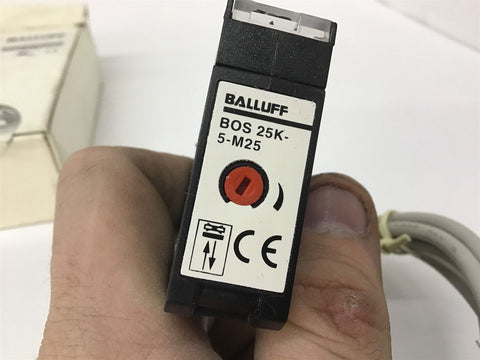 BALLUFF
BOS 25K-
5-M25
CE